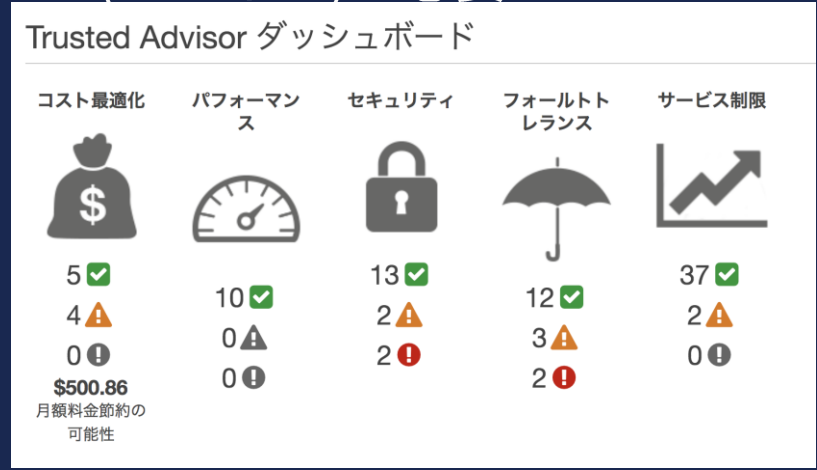 Trusted Advisor ダッシュボード
コスト最適化
$
5
4
0
$500.86
月額料金節約の
可能性
パフォーマン
ス
10
0
0
セキュリティ
13
2
2
フォールトト
レランス
12
3
2
サービス制限
37
2
0